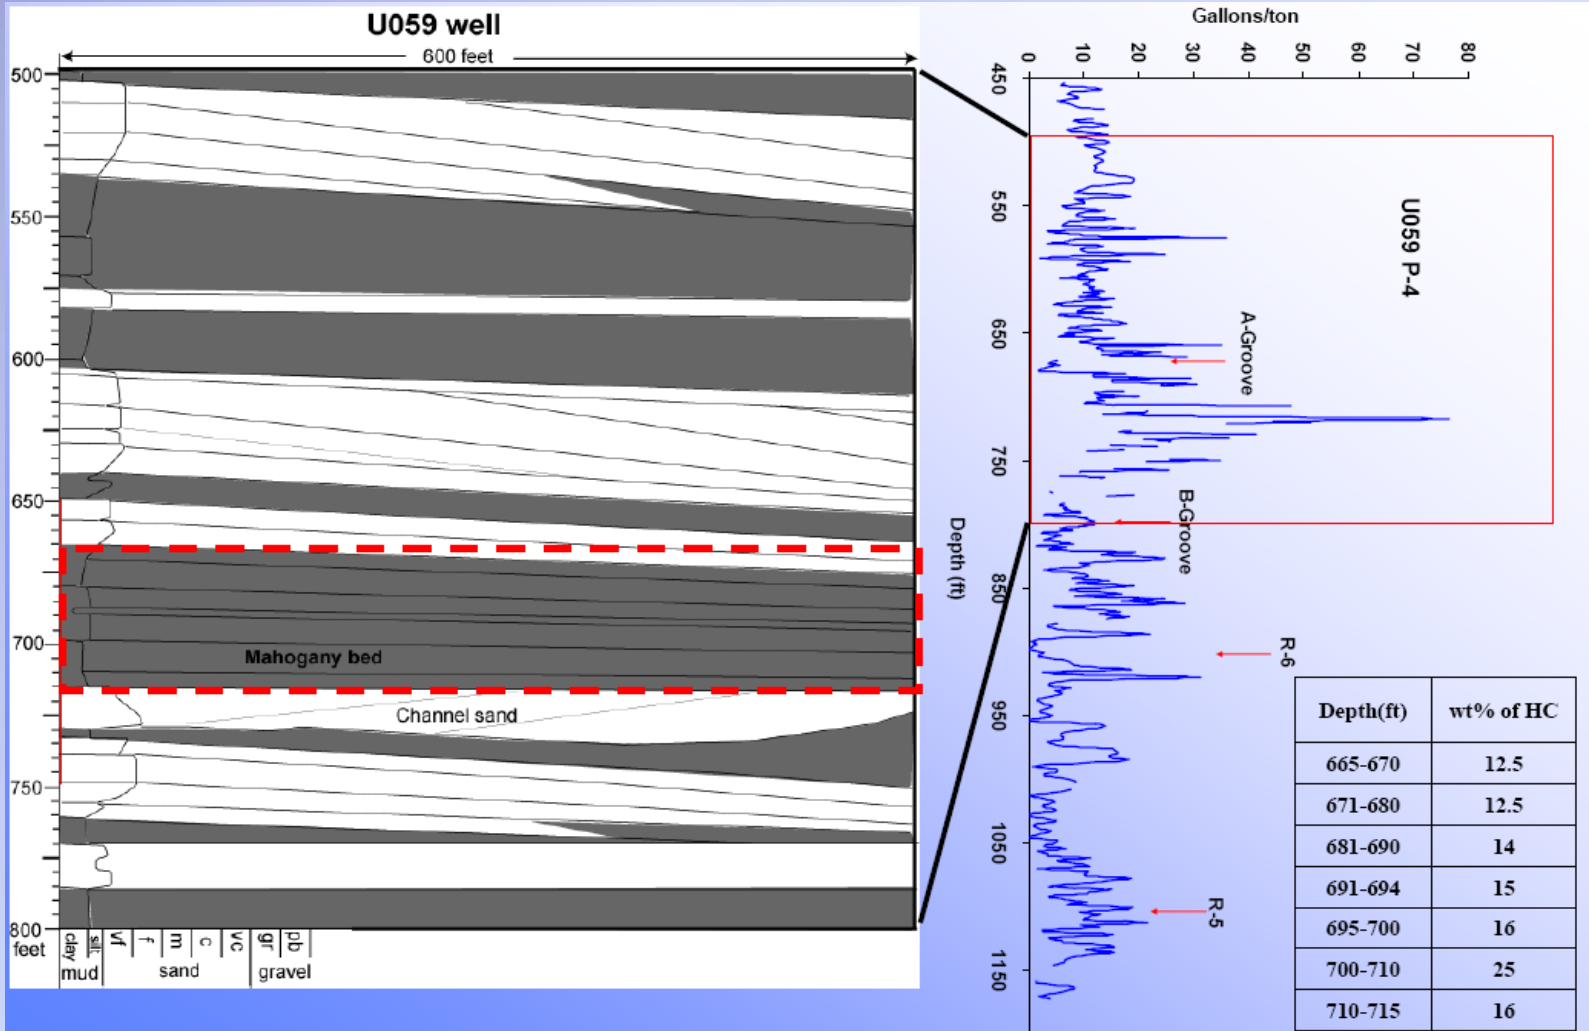 U059 well
600 feet
500
550
600
650
700
750
800
feet
Mahogany bed
Channel sand
clay
silt
vf
f
m
c
vc
gr
pb
mud
sand
gravel
Gallons/ton
0
10
20
30
40
50
60
70
80
450
550
650
750
850
950
1050
1150
Depth (ft)
U059 P-4
A-Groove
B-Groove
R-6
R-5
Depth(ft) wt% of HC
665-670 12.5
671-680 12.5
681-690 14
691-694 15
695-700 16
700-710 25
710-715 16